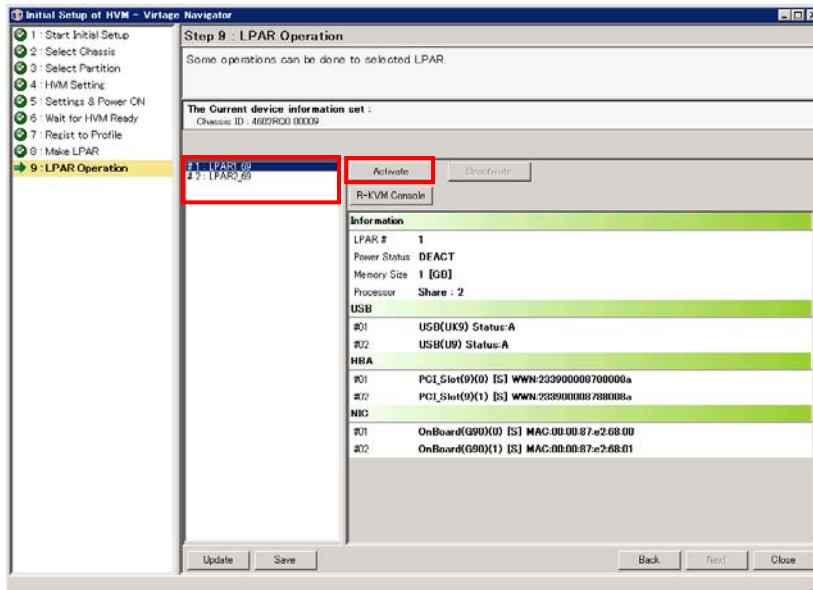 Initial Setup of HVM - Virtage Navigator
1 : Start Initial Setup
2 : Select Chassis
3 : Select Partition
4 : HVM Setting
5 : Settings & Power ON
6 : Wait for HVM Ready
7 : Regist to Profile
8 : Make LPAR
9 : LPAR Operation
Step 9 : LPAR Operation
Some operations can be done to selected LPAR.
The Current device information set :
Chassis ID : 4602RC0 00009
# 1 : LPAR1_69
# 2 : LPAR2_69
Activate
Deactivate
R-KVM Console
Information
LPAR # 1
Power Status DEACT
Memory Size 1 [GB]
Processor Share : 2
USB
#01 USB(UK9) Status:A
#02 USB(U9) Status:A
HBA
#01 PCI_Slot(9)(0) [S] WWN:233900008700008a
#02 PCI_Slot(9)(1) [S] WWN:233900008788008a
NIC
#01 OnBoard(G90)(0) [S] MAC:00:00:87:e2:68:00
#02 OnBoard(G90)(1) [S] MAC:00:00:87:e2:68:01
Update
Save
Back
Next
Close